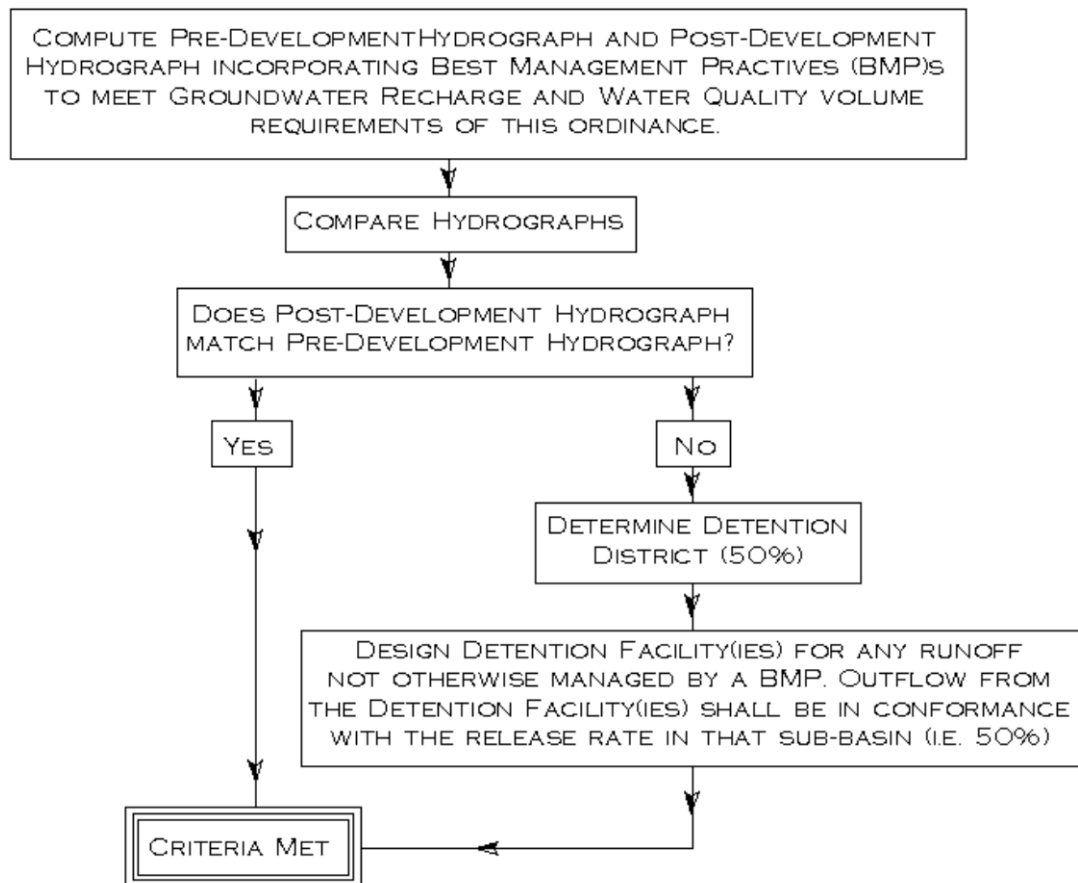 COMPUTE PRE-DEVELOPMENTHYDROGRAPH AND POST-DEVELOPMENT
HYDROGRAPH INCORPORATING BEST MANAGEMENT PRACTIVES (BMP)S
TO MEET GROUNDWATER RECHARGE AND WATER QUALITY VOLUME
REQUIREMENTS OF THIS ORDINANCE.
COMPARE HYDROGRAPHS
DOES POST-DEVELOPMENT HYDROGRAPH
MATCH PRE-DEVELOPMENT HYDROGRAPH?
YES
NO
DETERMINE DETENTION
DISTRICT (50%)
DESIGN DETENTION FACILITY(IES) FOR ANY RUNOFF
NOT OTHERWISE MANAGED BY A BMP. OUTFLOW FROM
THE DETENTION FACILITY(IES) SHALL BE IN CONFORMANCE
WITH THE RELEASE RATE IN THAT SUB-BASIN (I.E. 50%)
CRITERIA MET